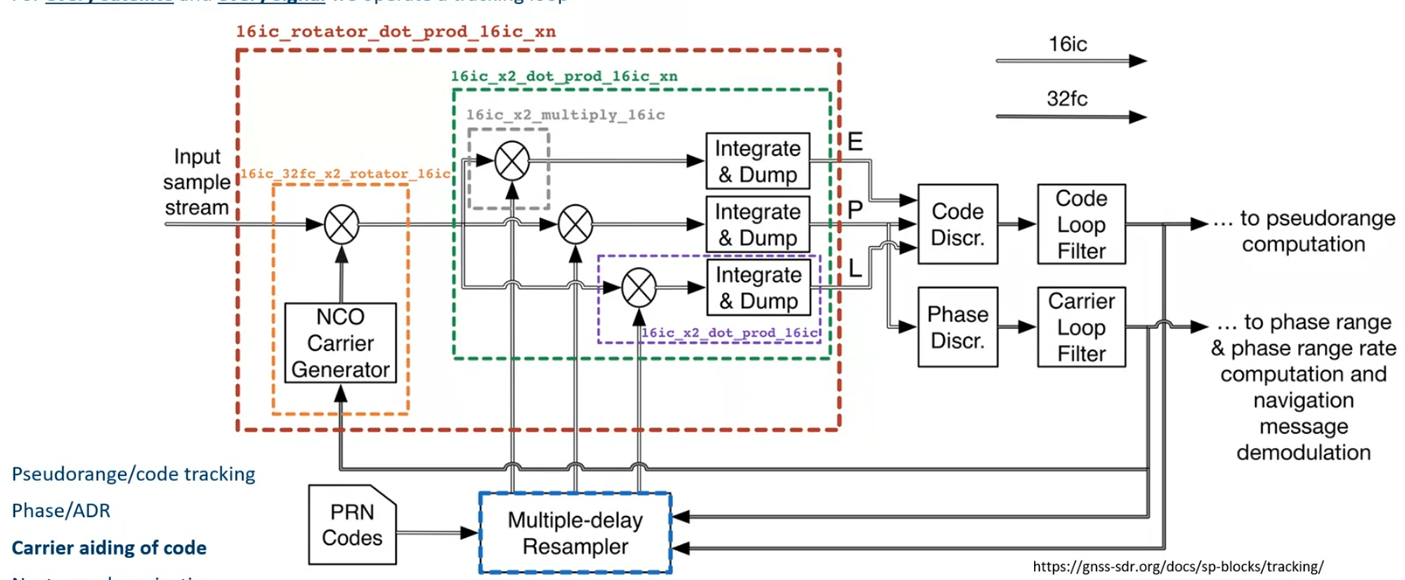 16ic_rotator_dot_prod_16ic_xn
16ic_x2_dot_prod_16ic_xn
16ic_x2_multiply_16ic
16ic_32fc_x2_rotator_16ic
Input
sample
stream
NCO
Carrier
Generator
Integrate
& Dump
Integrate
& Dump
Integrate
& Dump
16ic_x2_dot_prod_16ic
E
P
L
16ic
32fc
Code
Discr.
Code
Loop
Filter
Phase
Discr.
Carrier
Loop
Filter
... to pseudorange
computation
... to phase range
& phase range rate
computation and
navigation
message
demodulation
PRN
Codes
Multiple-delay
Resampler
Pseudorange/code tracking
Phase/ADR
Carrier aiding of code
https://gnss-sdr.org/docs/sp-blocks/tracking/